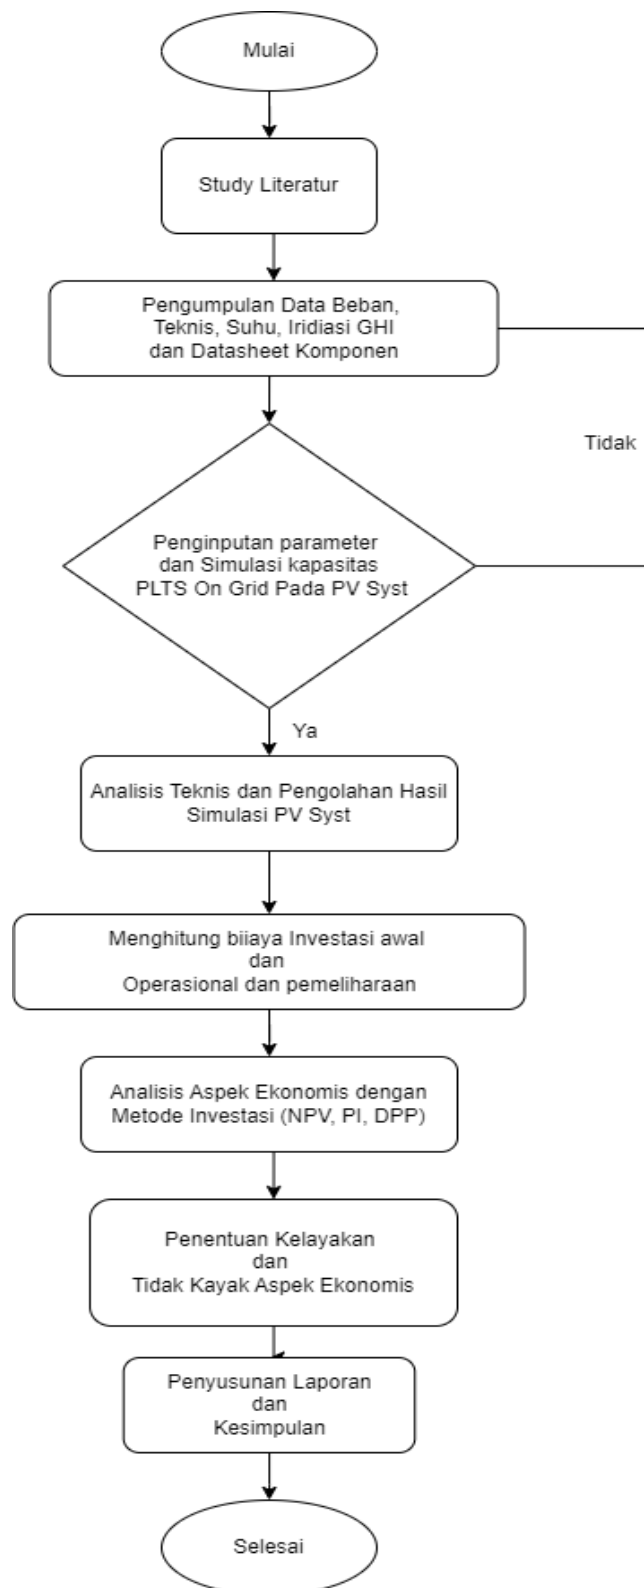 Mulai
Study Literatur
Pengumpulan Data Beban,
Teknis, Suhu, Iridiasi GHI
dan Datasheet Komponen
Tidak
Penginputan parameter
dan Simulasi kapasitas
PLTS On Grid Pada PV Syst
Ya
Analisis Teknis dan Pengolahan Hasil
Simulasi PV Syst
Menghitung biiaya Investasi awal
dan
Operasional dan pemeliharaan
Analisis Aspek Ekonomis dengan
Metode Investasi (NPV, PI, DPP)
Penentuan Kelayakan
dan
Tidak Kayak Aspek Ekonomis
Penyusunan Laporan
dan
Kesimpulan
Selesai